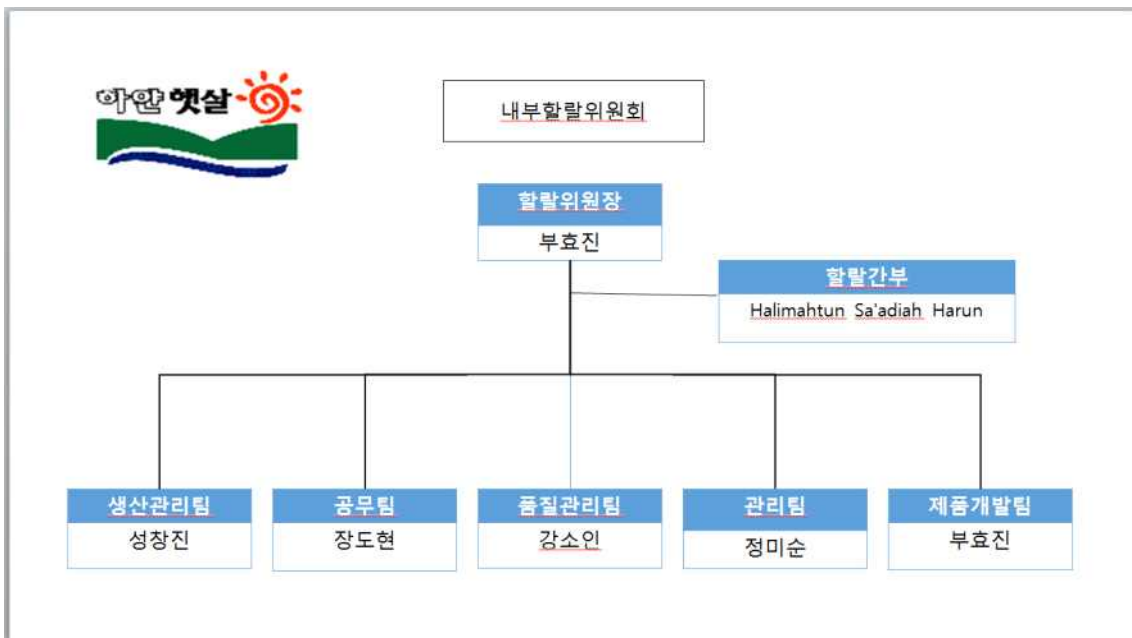 아안햇살
내부할랄위원회
할랄위원장
부효진
할랄간부
Halimahtun Sa'adiah Harun
생산관리팀
성창진
공무팀
장도현
품질관리팀
강소인
관리팀
정미순
제품개발팀
부효진